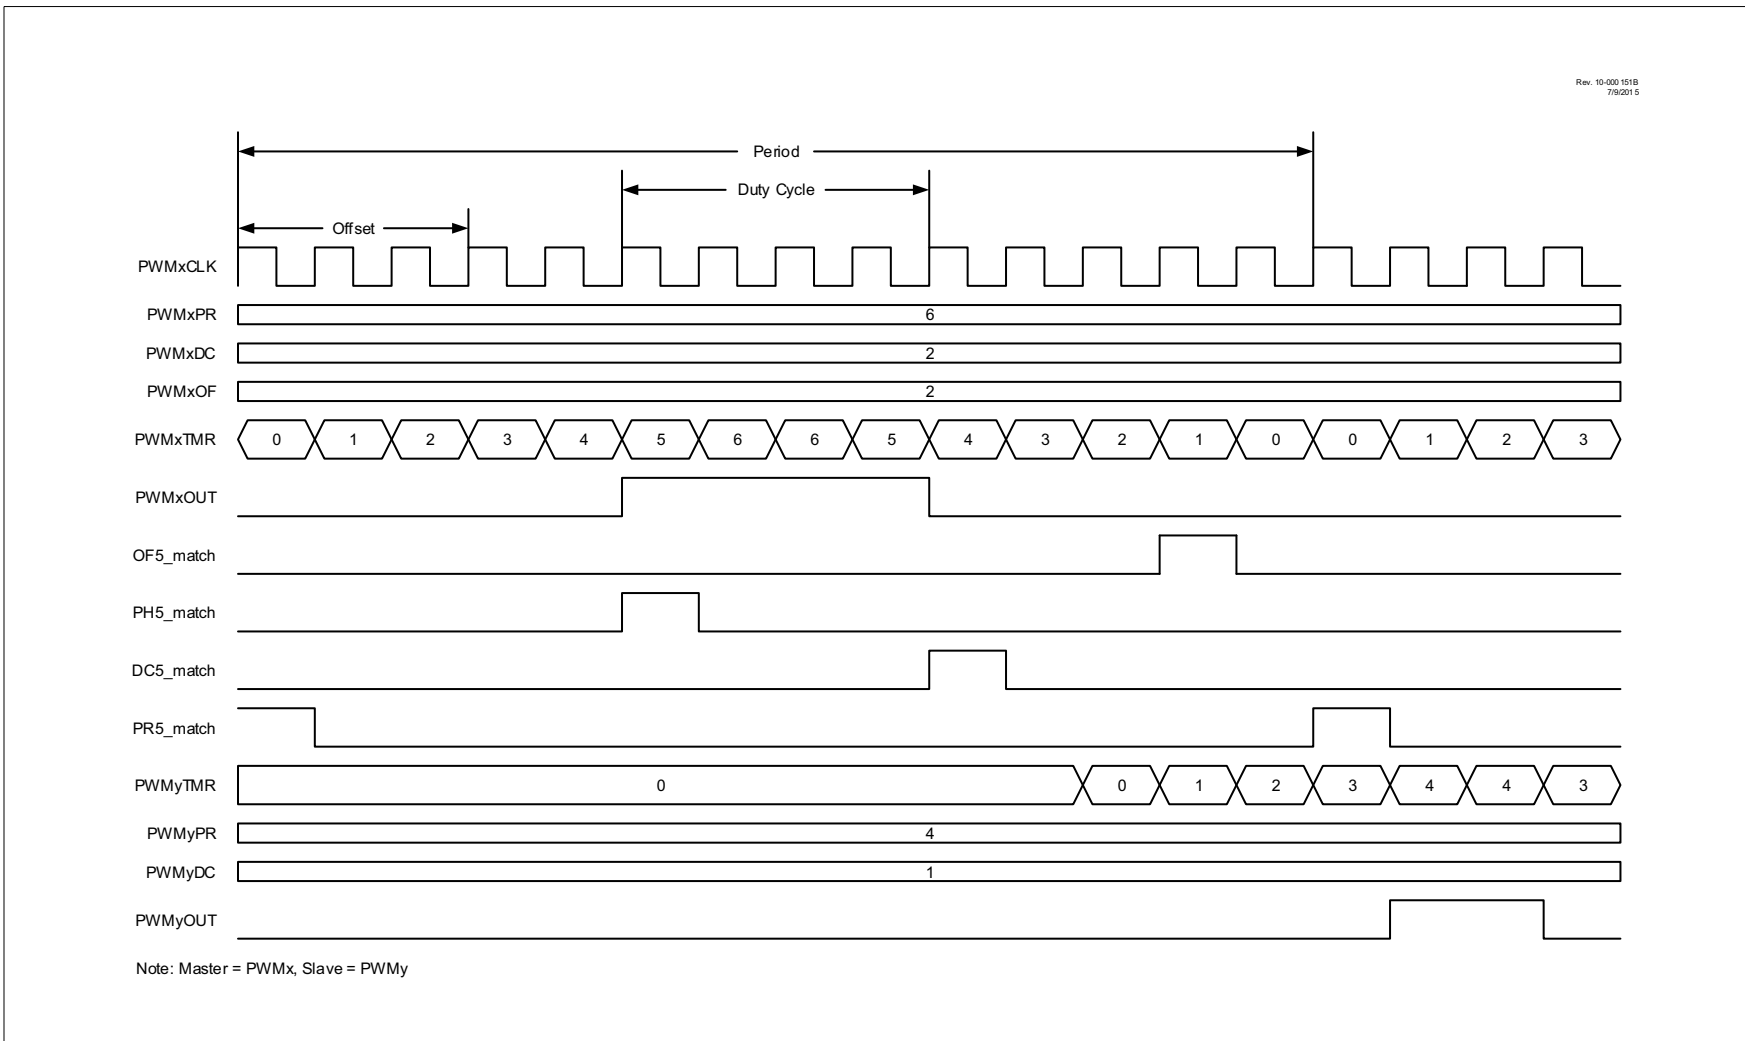 Rev. 10-000 151B
7/9/201 5
Period
Duty Cycle
Offset
PWMxCLK
PWMxPR 6
PWMxDC 2
PWMxOF 2
PWMxTMR 0 1 2 3 4 5 6 6 5 4 3 2 1 0 0 1 2 3
PWMxOUT
OF5_match
PH5_match
DC5_match
PR5_match
PWMyTMR 0 0 1 2 3 4 4 3
PWMyPR 4
PWMyDC 1
PWMyOUT
Note: Master = PWMx, Slave = PWMy